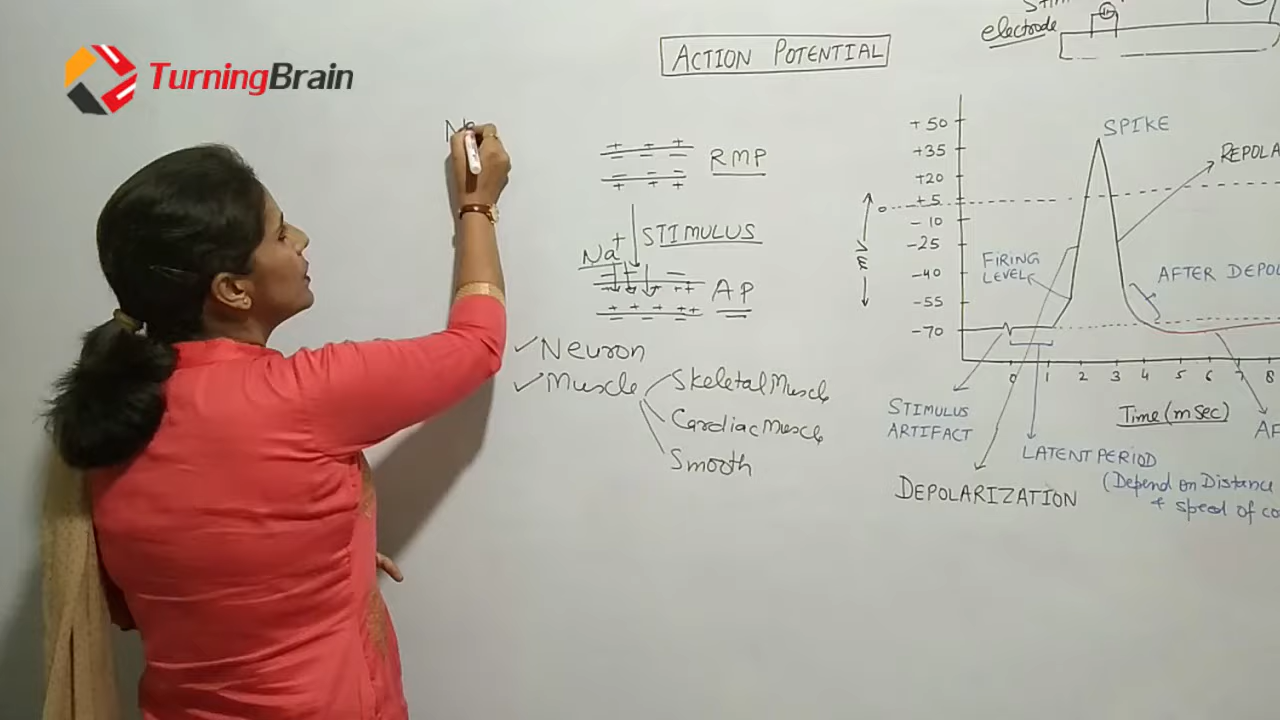 TurningBrain
ACTION POTENTIAL
electrode
Na
+ + +
− − −
− − −
+ + +
RMP
STIMULUS
Na+
AP
✓ Neuron
✓ Muscle
Skeletal Muscle
Cardiac Muscle
Smooth
mV
+50
+35
+20
0
+5
-10
-25
-40
-55
-70
SPIKE
FIRING
LEVEL
AFTER
0 1 2 3 4 5 6 7 8
Time (m sec)
STIMULUS
ARTIFACT
LATENT PERIOD
(Depend on Distance
+ speed of
DEPOLARIZATION